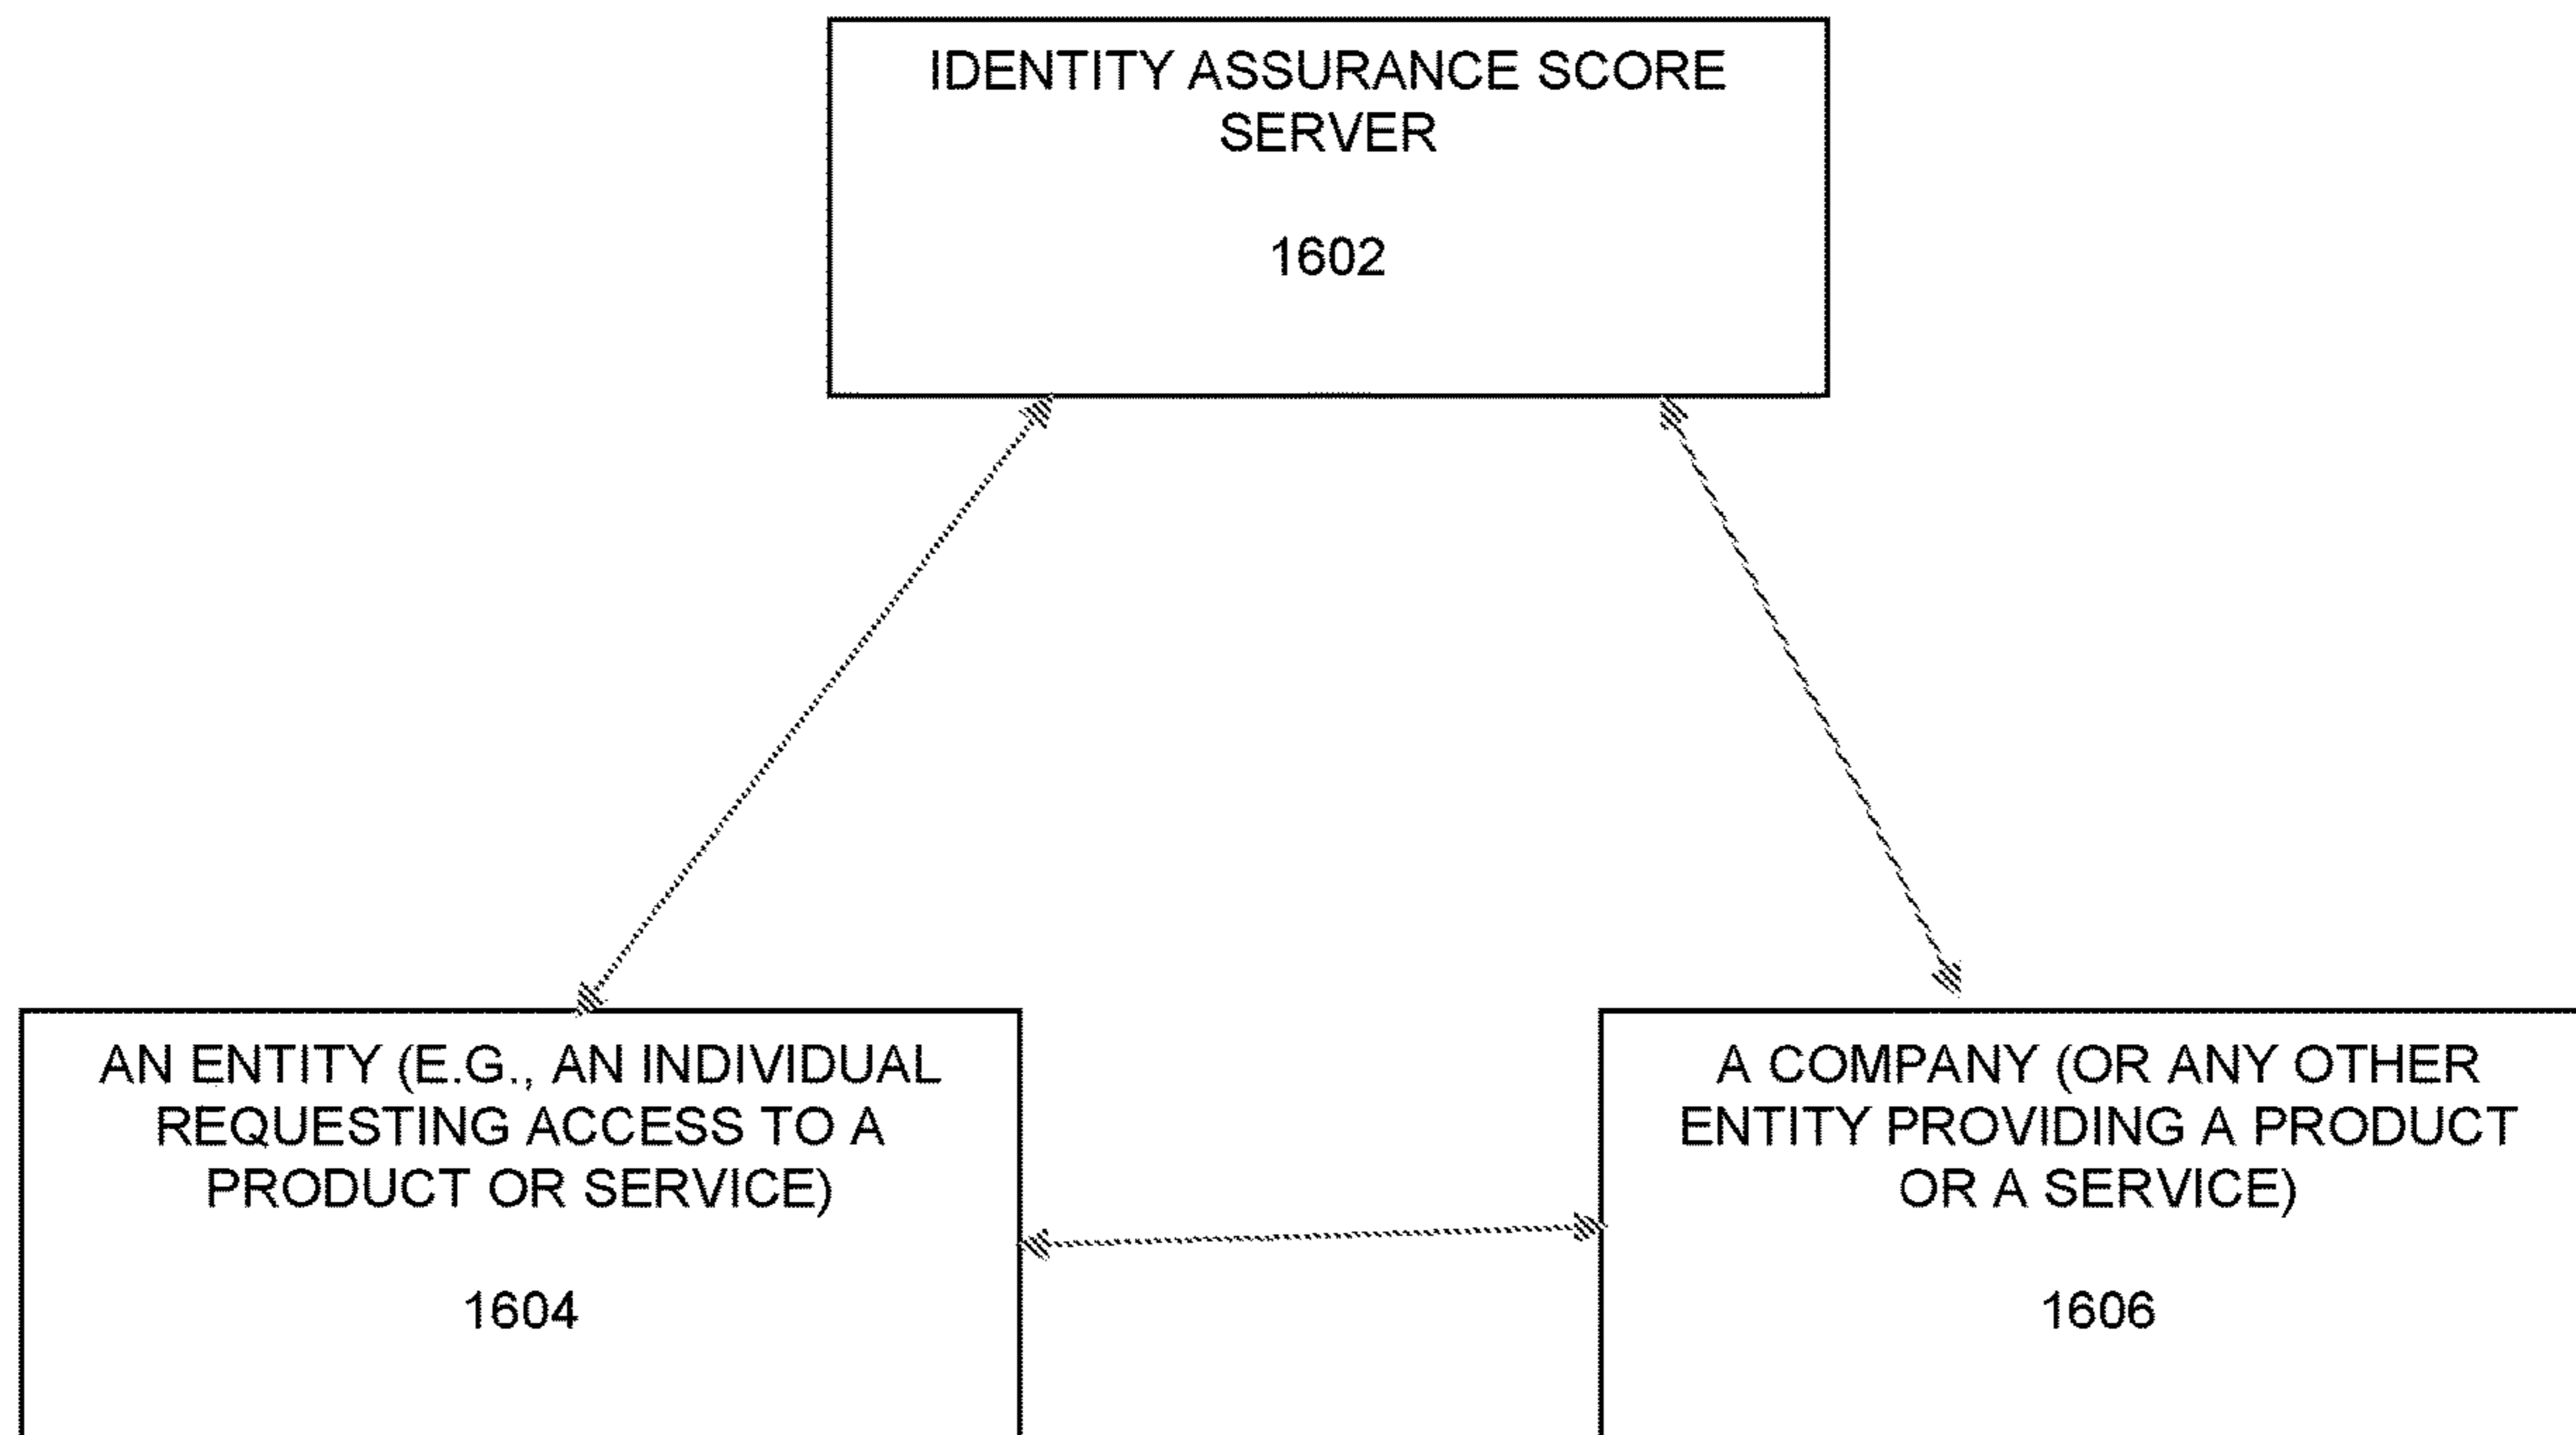 IDENTITY ASSURANCE SCORE
SERVER
1602
AN ENTITY (E.G., AN INDIVIDUAL
REQUESTING ACCESS TO A
PRODUCT OR SERVICE)
1604
A COMPANY (OR ANY OTHER
ENTITY PROVIDING A PRODUCT
OR A SERVICE)
1606